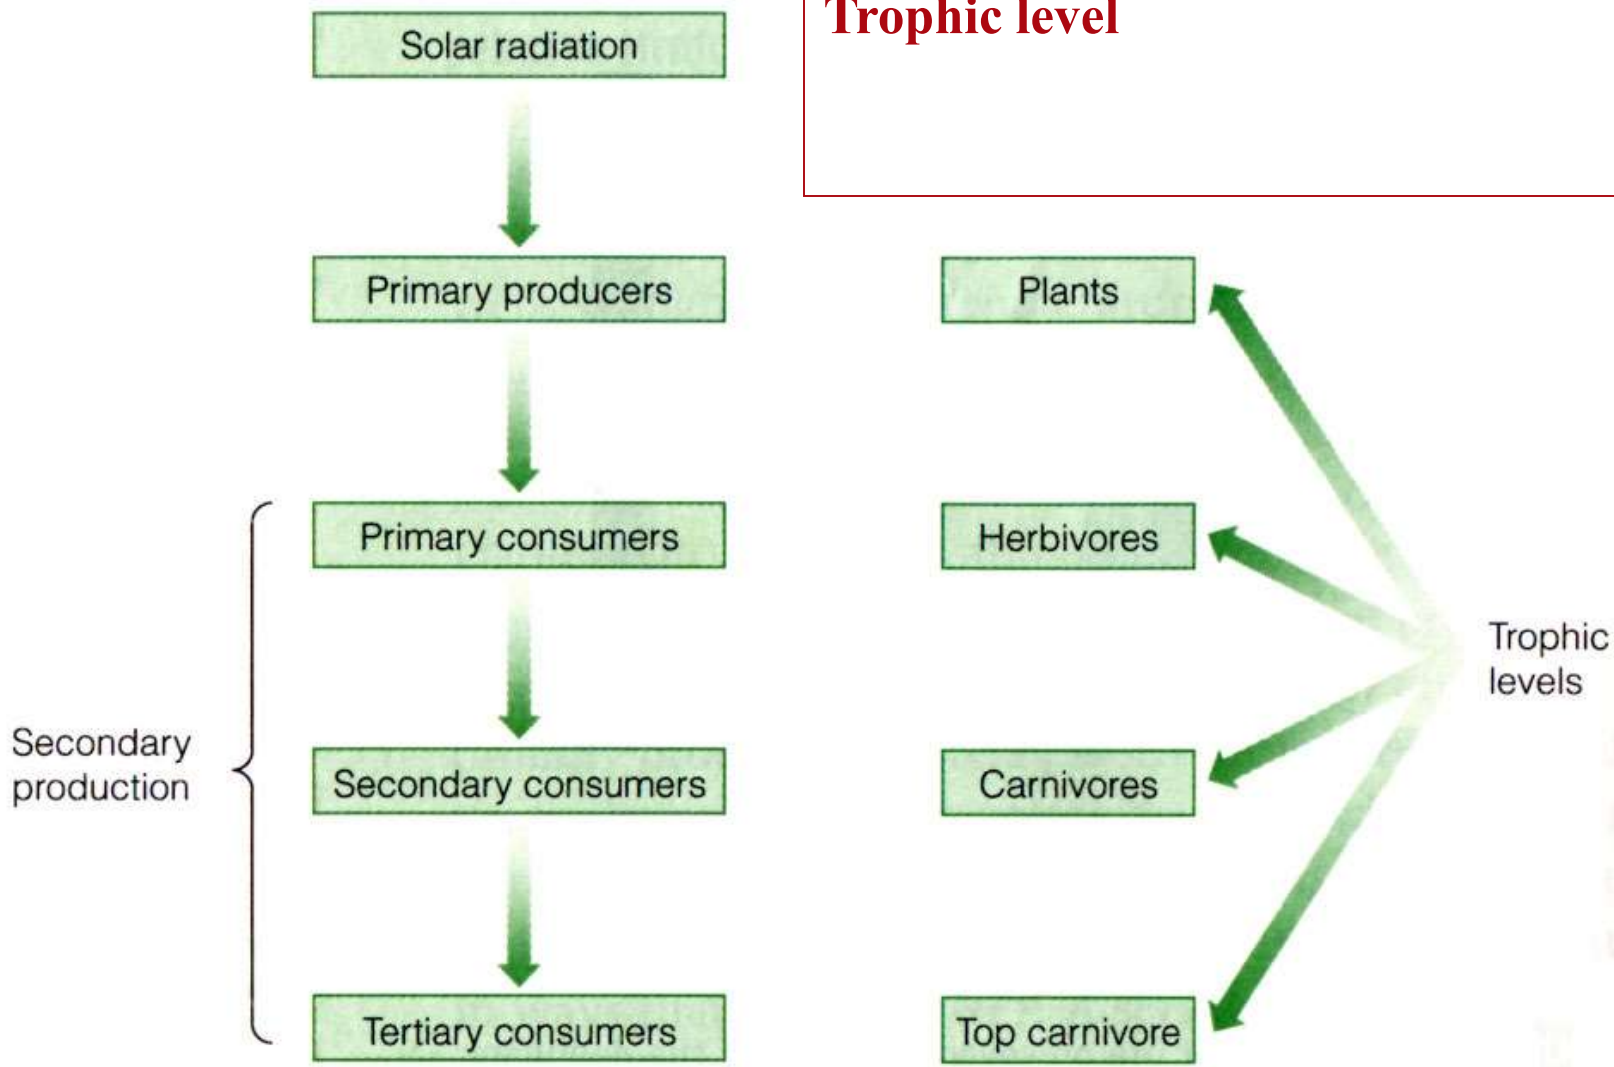 Trophic level
Solar radiation
Primary producers
Plants
Primary consumers
Herbivores
Trophic
levels
Secondary
production
Secondary consumers
Carnivores
Tertiary consumers
Top carnivore